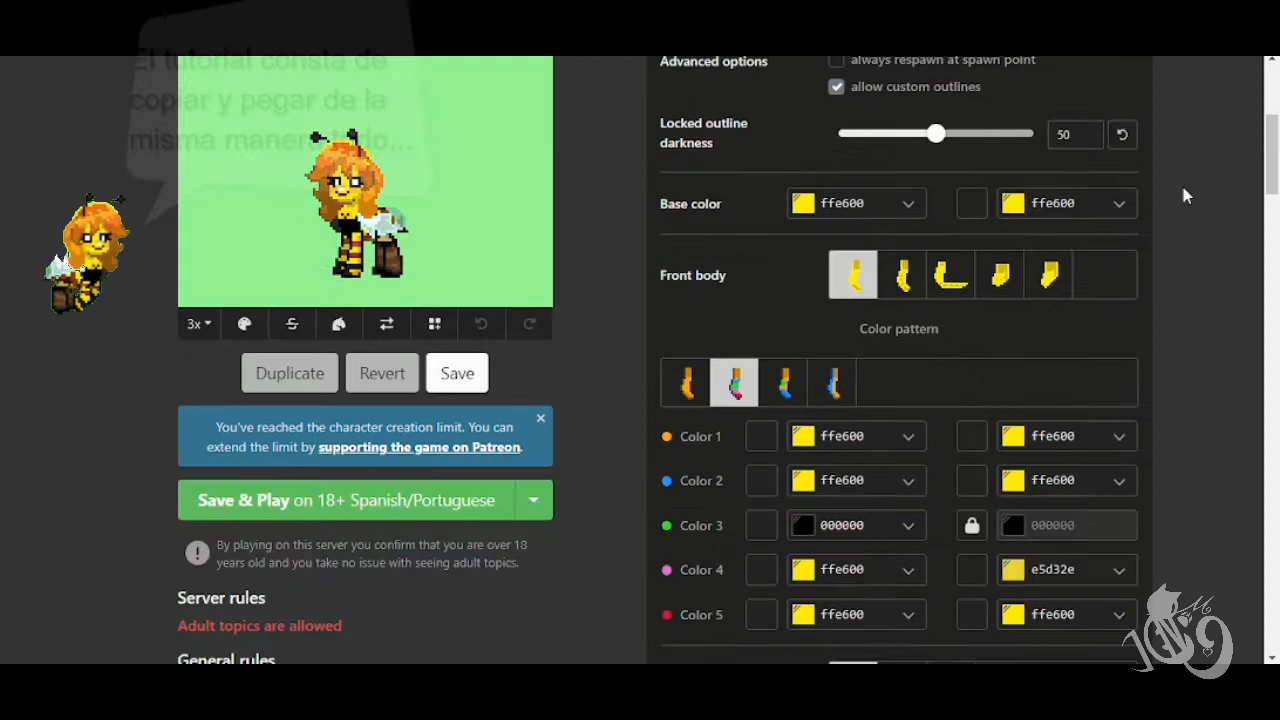 El tutorial consta de
copiar y pegar de la
misma manera todo...
3x
Duplicate
Revert
Save
You've reached the character creation limit. You can
extend the limit by supporting the game on Patreon.
Save & Play on 18+ Spanish/Portuguese
By playing on this server you confirm that you are over 18
years old and you take no issue with seeing adult topics.
Server rules
Adult topics are allowed
General rules
Advanced options
always respawn at spawn point
allow custom outlines
Locked outline
darkness
50
Base color
ffe600
ffe600
Front body
Color pattern
Color 1
ffe600
ffe600
Color 2
ffe600
ffe600
Color 3
000000
000000
Color 4
ffe600
e5d32e
Color 5
ffe600
ffe600